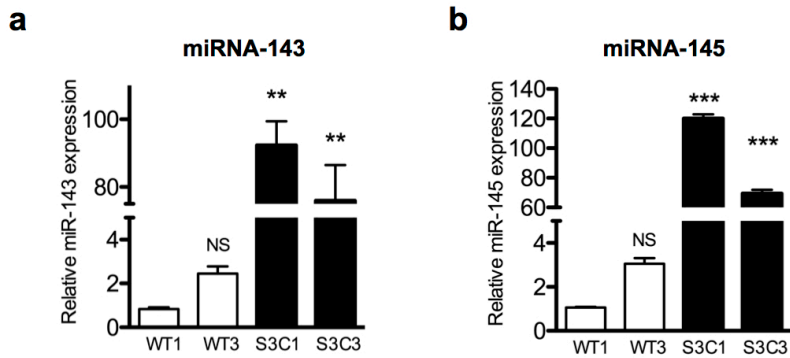 a
miRNA-143
Relative miR-143 expression
100
80
4
2
0
NS
**
**
WT1 WT3 S3C1 S3C3
b
miRNA-145
Relative miR-145 expression
140
120
100
80
60
4
2
0
NS
***
***
WT1 WT3 S3C1 S3C3